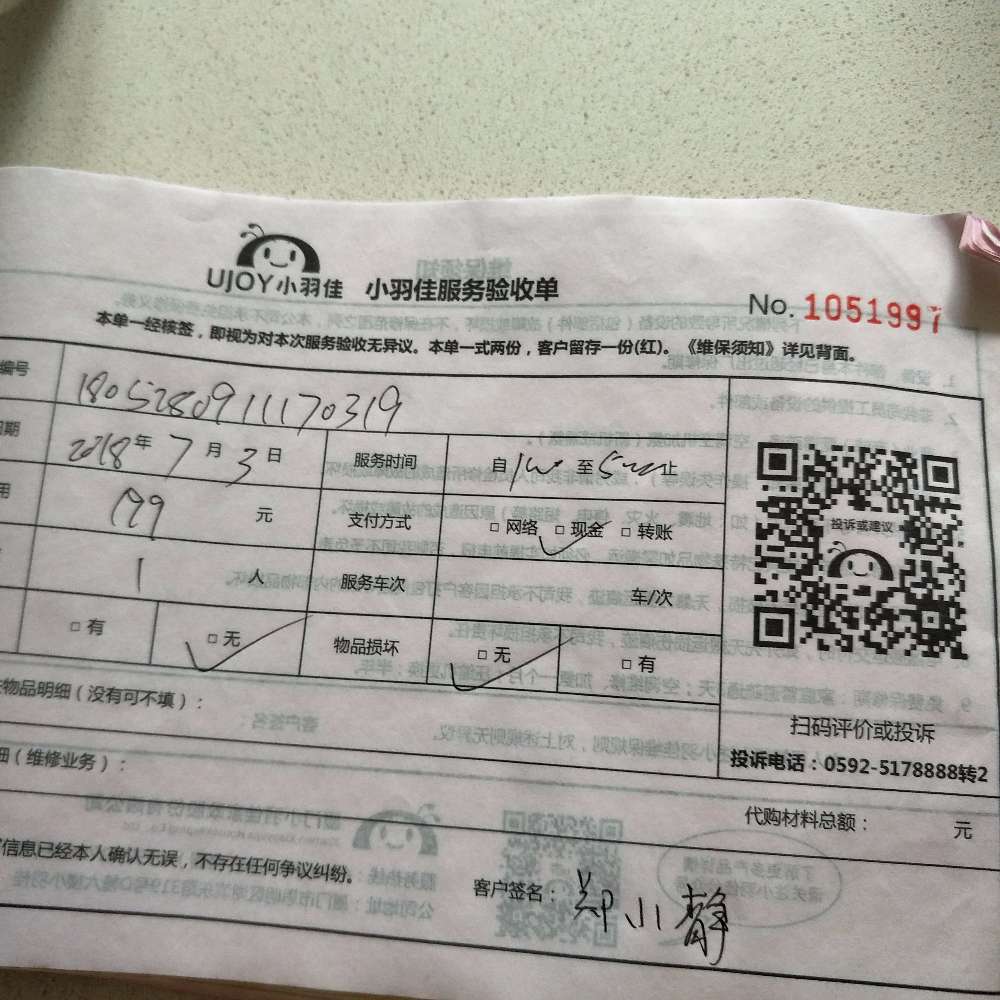 UJOY小羽佳 小羽佳服务验收单
No. 1051997
本单一经核签，即视为对本次服务验收无异议。本单一式两份，客户留存一份(红)。《维保须知》详见背面。
编号 1805280911170319
日期 2018年7月3日 服务时间 自 至 止
用 199 元 支付方式 □ 网络 □ 现金 □ 转账
1 人 服务车次 车/次
□ 有 □ 无 物品损坏 □ 无 □ 有
投诉或建议
扫码评价或投诉
投诉电话：0592-5178888转2
物品明细（没有可不填）：
细（维修业务）：
代购材料总额： 元
信息已经本人确认无误，不存在任何争议纠纷。
客户签名：郑小静